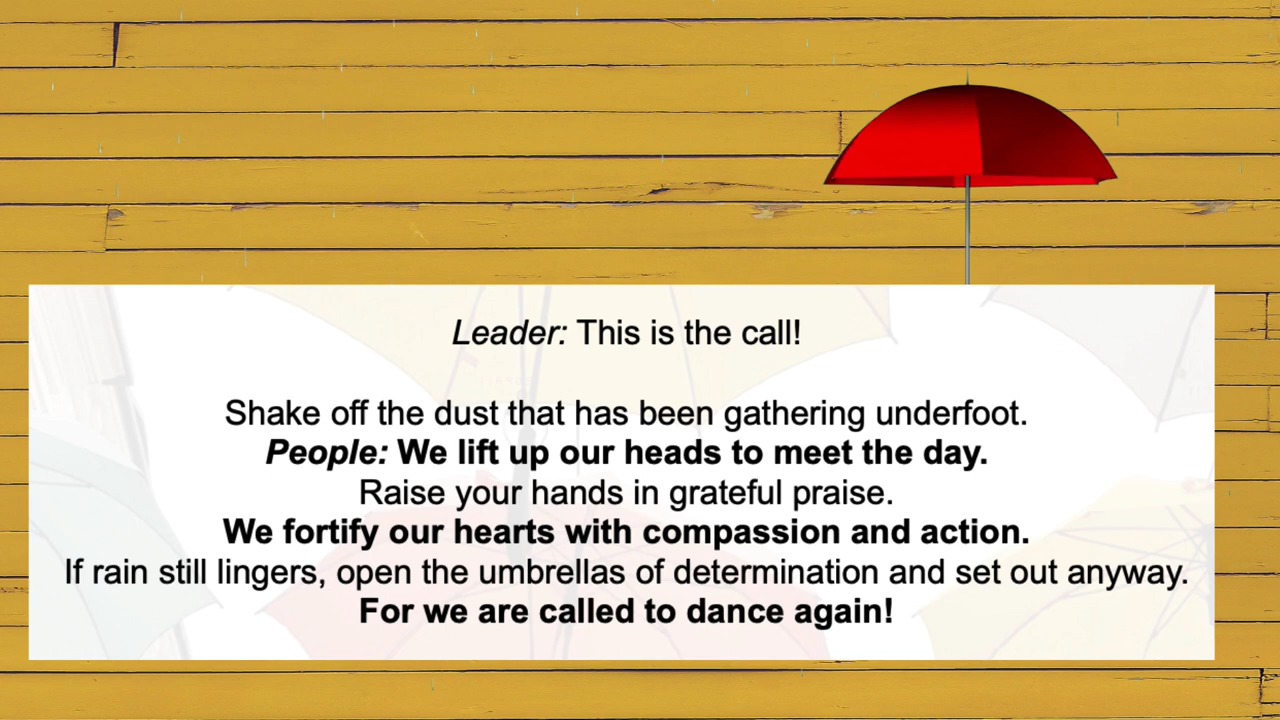 Leader: This is the call!
Shake off the dust that has been gathering underfoot.
People: We lift up our heads to meet the day.
Raise your hands in grateful praise.
We fortify our hearts with compassion and action.
If rain still lingers, open the umbrellas of determination and set out anyway.
For we are called to dance again!